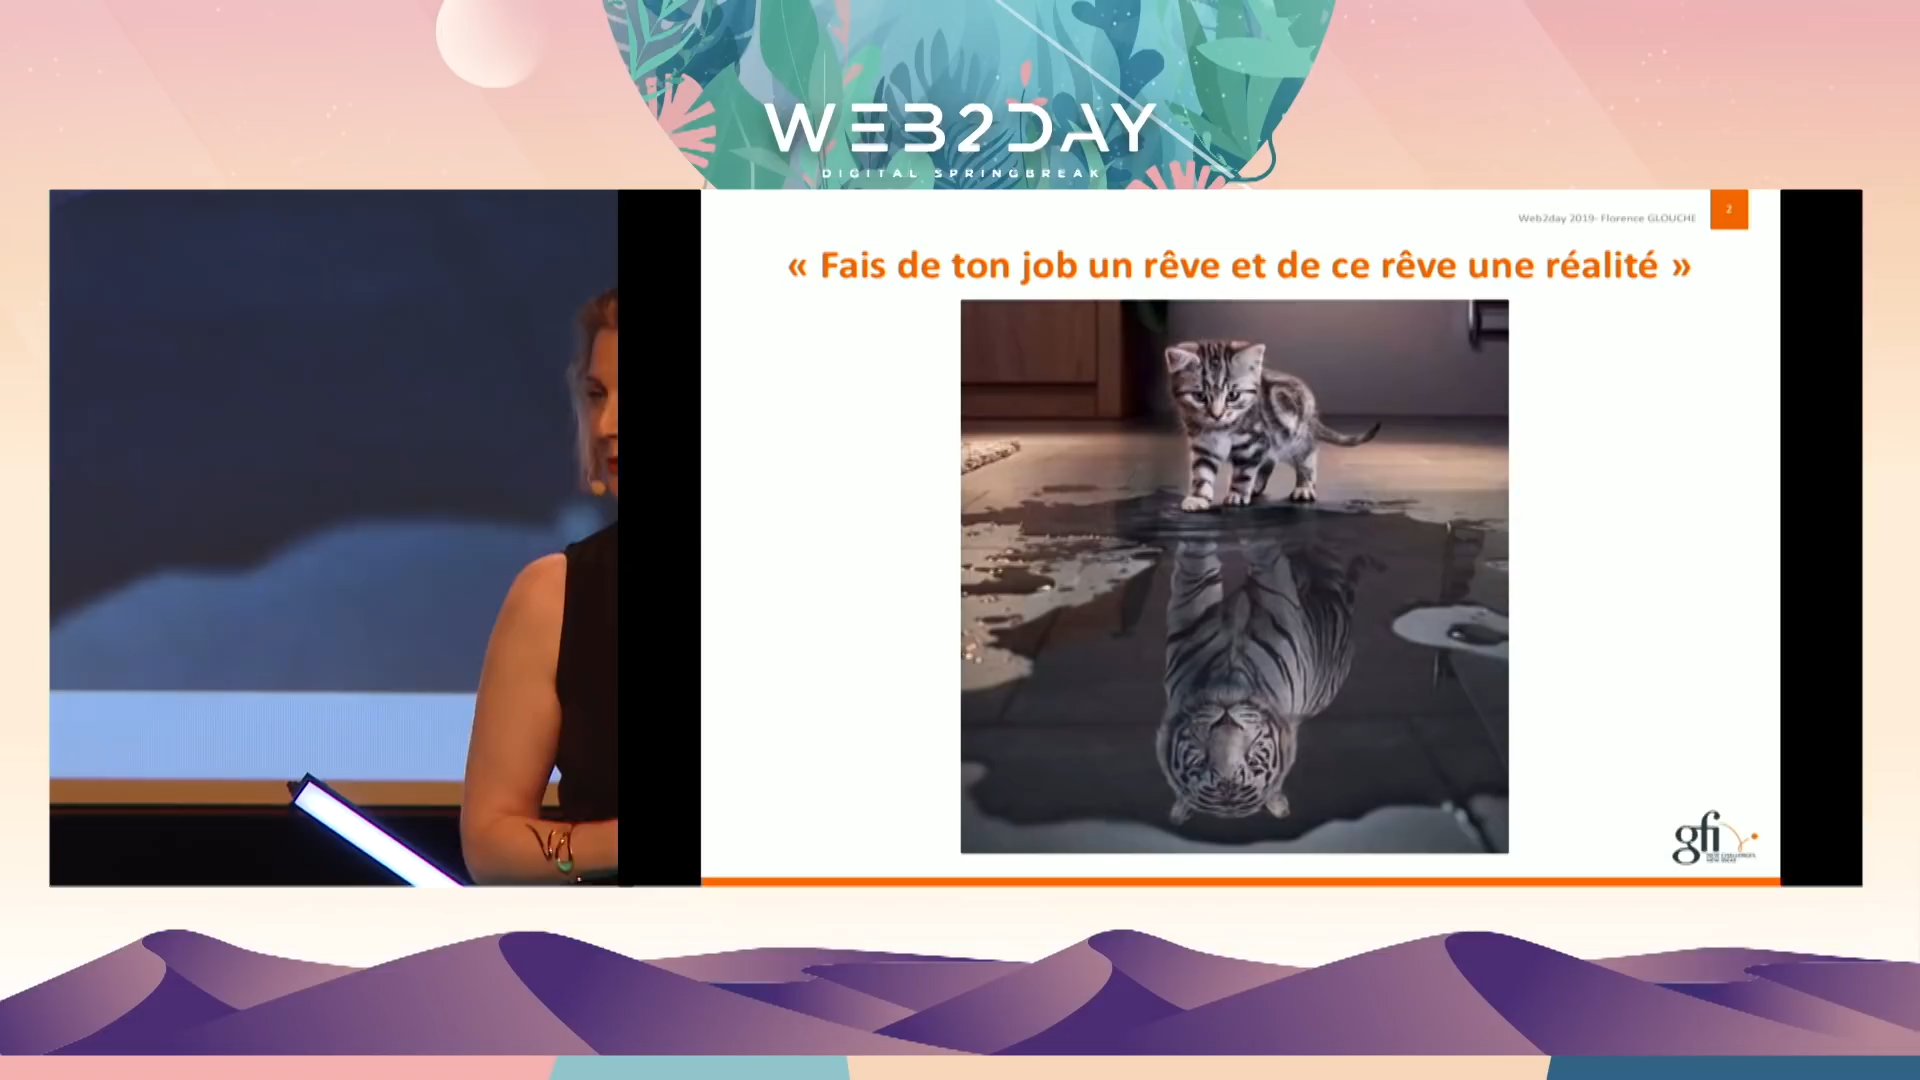 WEB2DAY
DIGITAL SPRINGBREAK
Web2day 2019- Florence GLOUCHE
2
« Fais de ton job un rêve et de ce rêve une réalité »
gfi